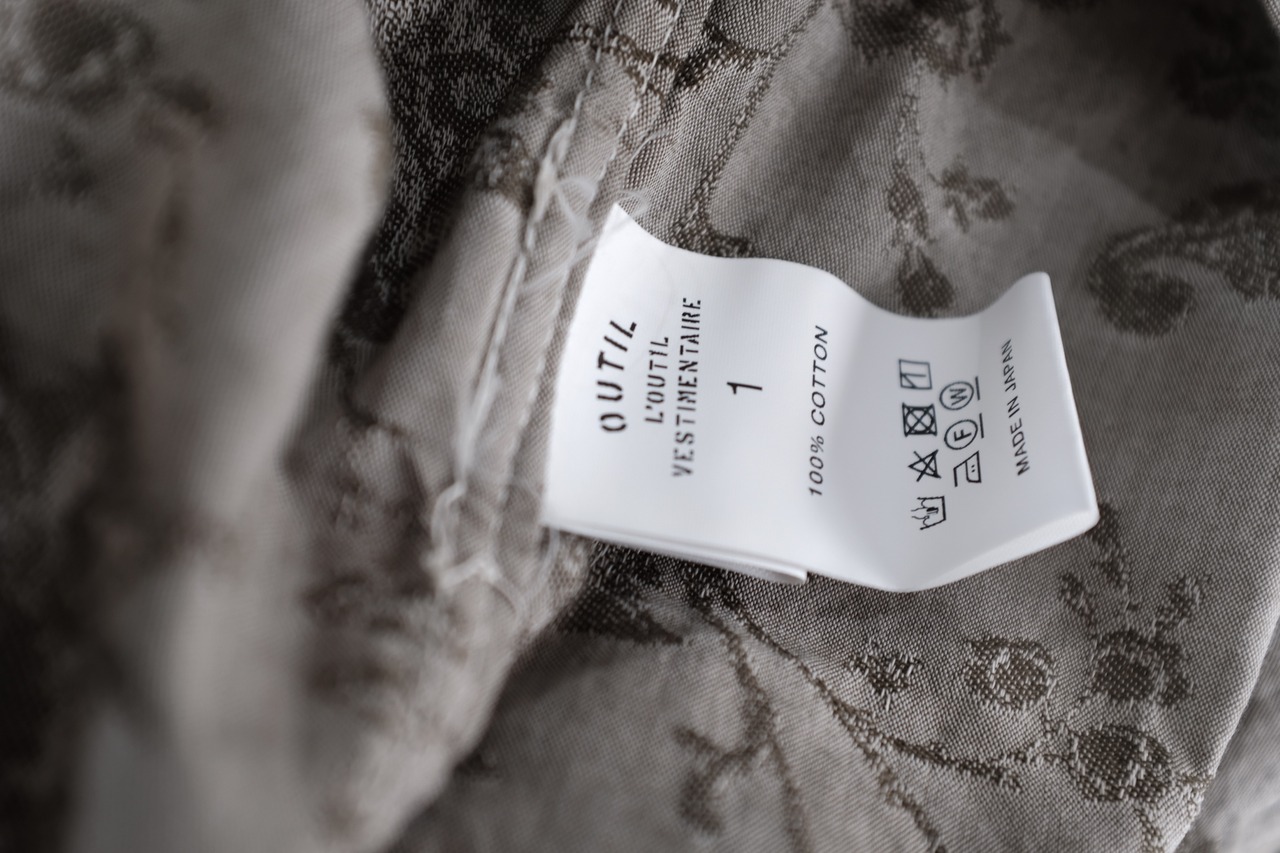 OUTIL
L'OUTIL
VESTIMENTAIRE
1
100% COTTON
F W
MADE IN JAPAN